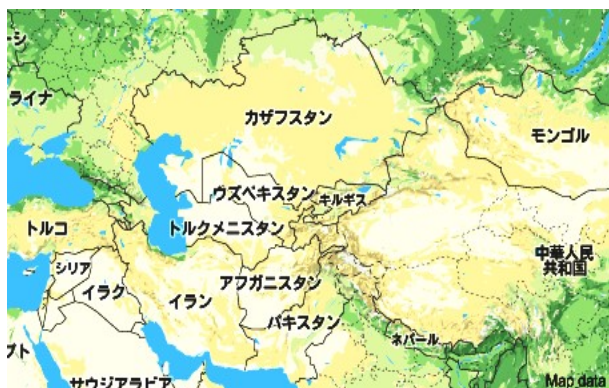 ーシ
ライナ
カザフスタン
モンゴル
ウズベキスタン
キルギス
トルコ
トルクメニスタン
中華人民
共和国
シリア
アフガニスタン
イラク
イラン
パキスタン
ネパール
プト
サウジアラビア
Map data